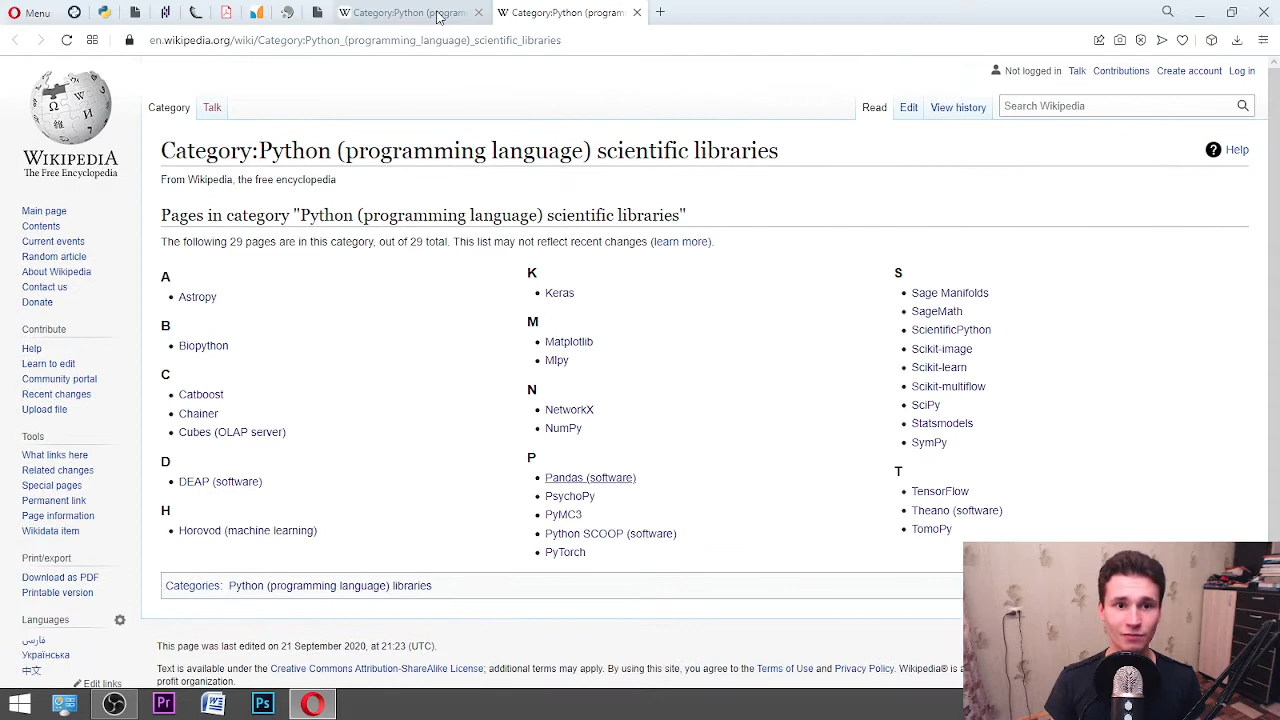 Menu
Category:Python (program
Category:Python (program
en.wikipedia.org/wiki/Category:Python_(programming_language)_scientific_libraries
Not logged in Talk Contributions Create account Log in
Category Talk Read Edit View history Search Wikipedia
WIKIPEDIA
The Free Encyclopedia
Category:Python (programming language) scientific libraries
Help
From Wikipedia, the free encyclopedia
Main page
Contents
Current events
Random article
About Wikipedia
Contact us
Donate
Contribute
Help
Learn to edit
Community portal
Recent changes
Upload file
Tools
What links here
Related changes
Special pages
Permanent link
Page information
Wikidata item
Print/export
Download as PDF
Printable version
Languages
فارسی
Українська
中文
Edit links
Pages in category "Python (programming language) scientific libraries"
The following 29 pages are in this category, out of 29 total. This list may not reflect recent changes (learn more).
A
Astropy
B
Biopython
C
Catboost
Chainer
Cubes (OLAP server)
D
DEAP (software)
H
Horovod (machine learning)
K
Keras
M
Matplotlib
Mlpy
N
NetworkX
NumPy
P
Pandas (software)
PsychoPy
PyMC3
Python SCOOP (software)
PyTorch
S
Sage Manifolds
SageMath
ScientificPython
Scikit-image
Scikit-learn
Scikit-multiflow
SciPy
Statsmodels
SymPy
T
TensorFlow
Theano (software)
TomoPy
Categories: Python (programming language) libraries
This page was last edited on 21 September 2020, at 21:23 (UTC).
Text is available under the Creative Commons Attribution-ShareAlike License; additional terms may apply. By using this site, you agree to the Terms of Use and Privacy Policy. Wikipedia® is a
profit organization.
Pr
Ps